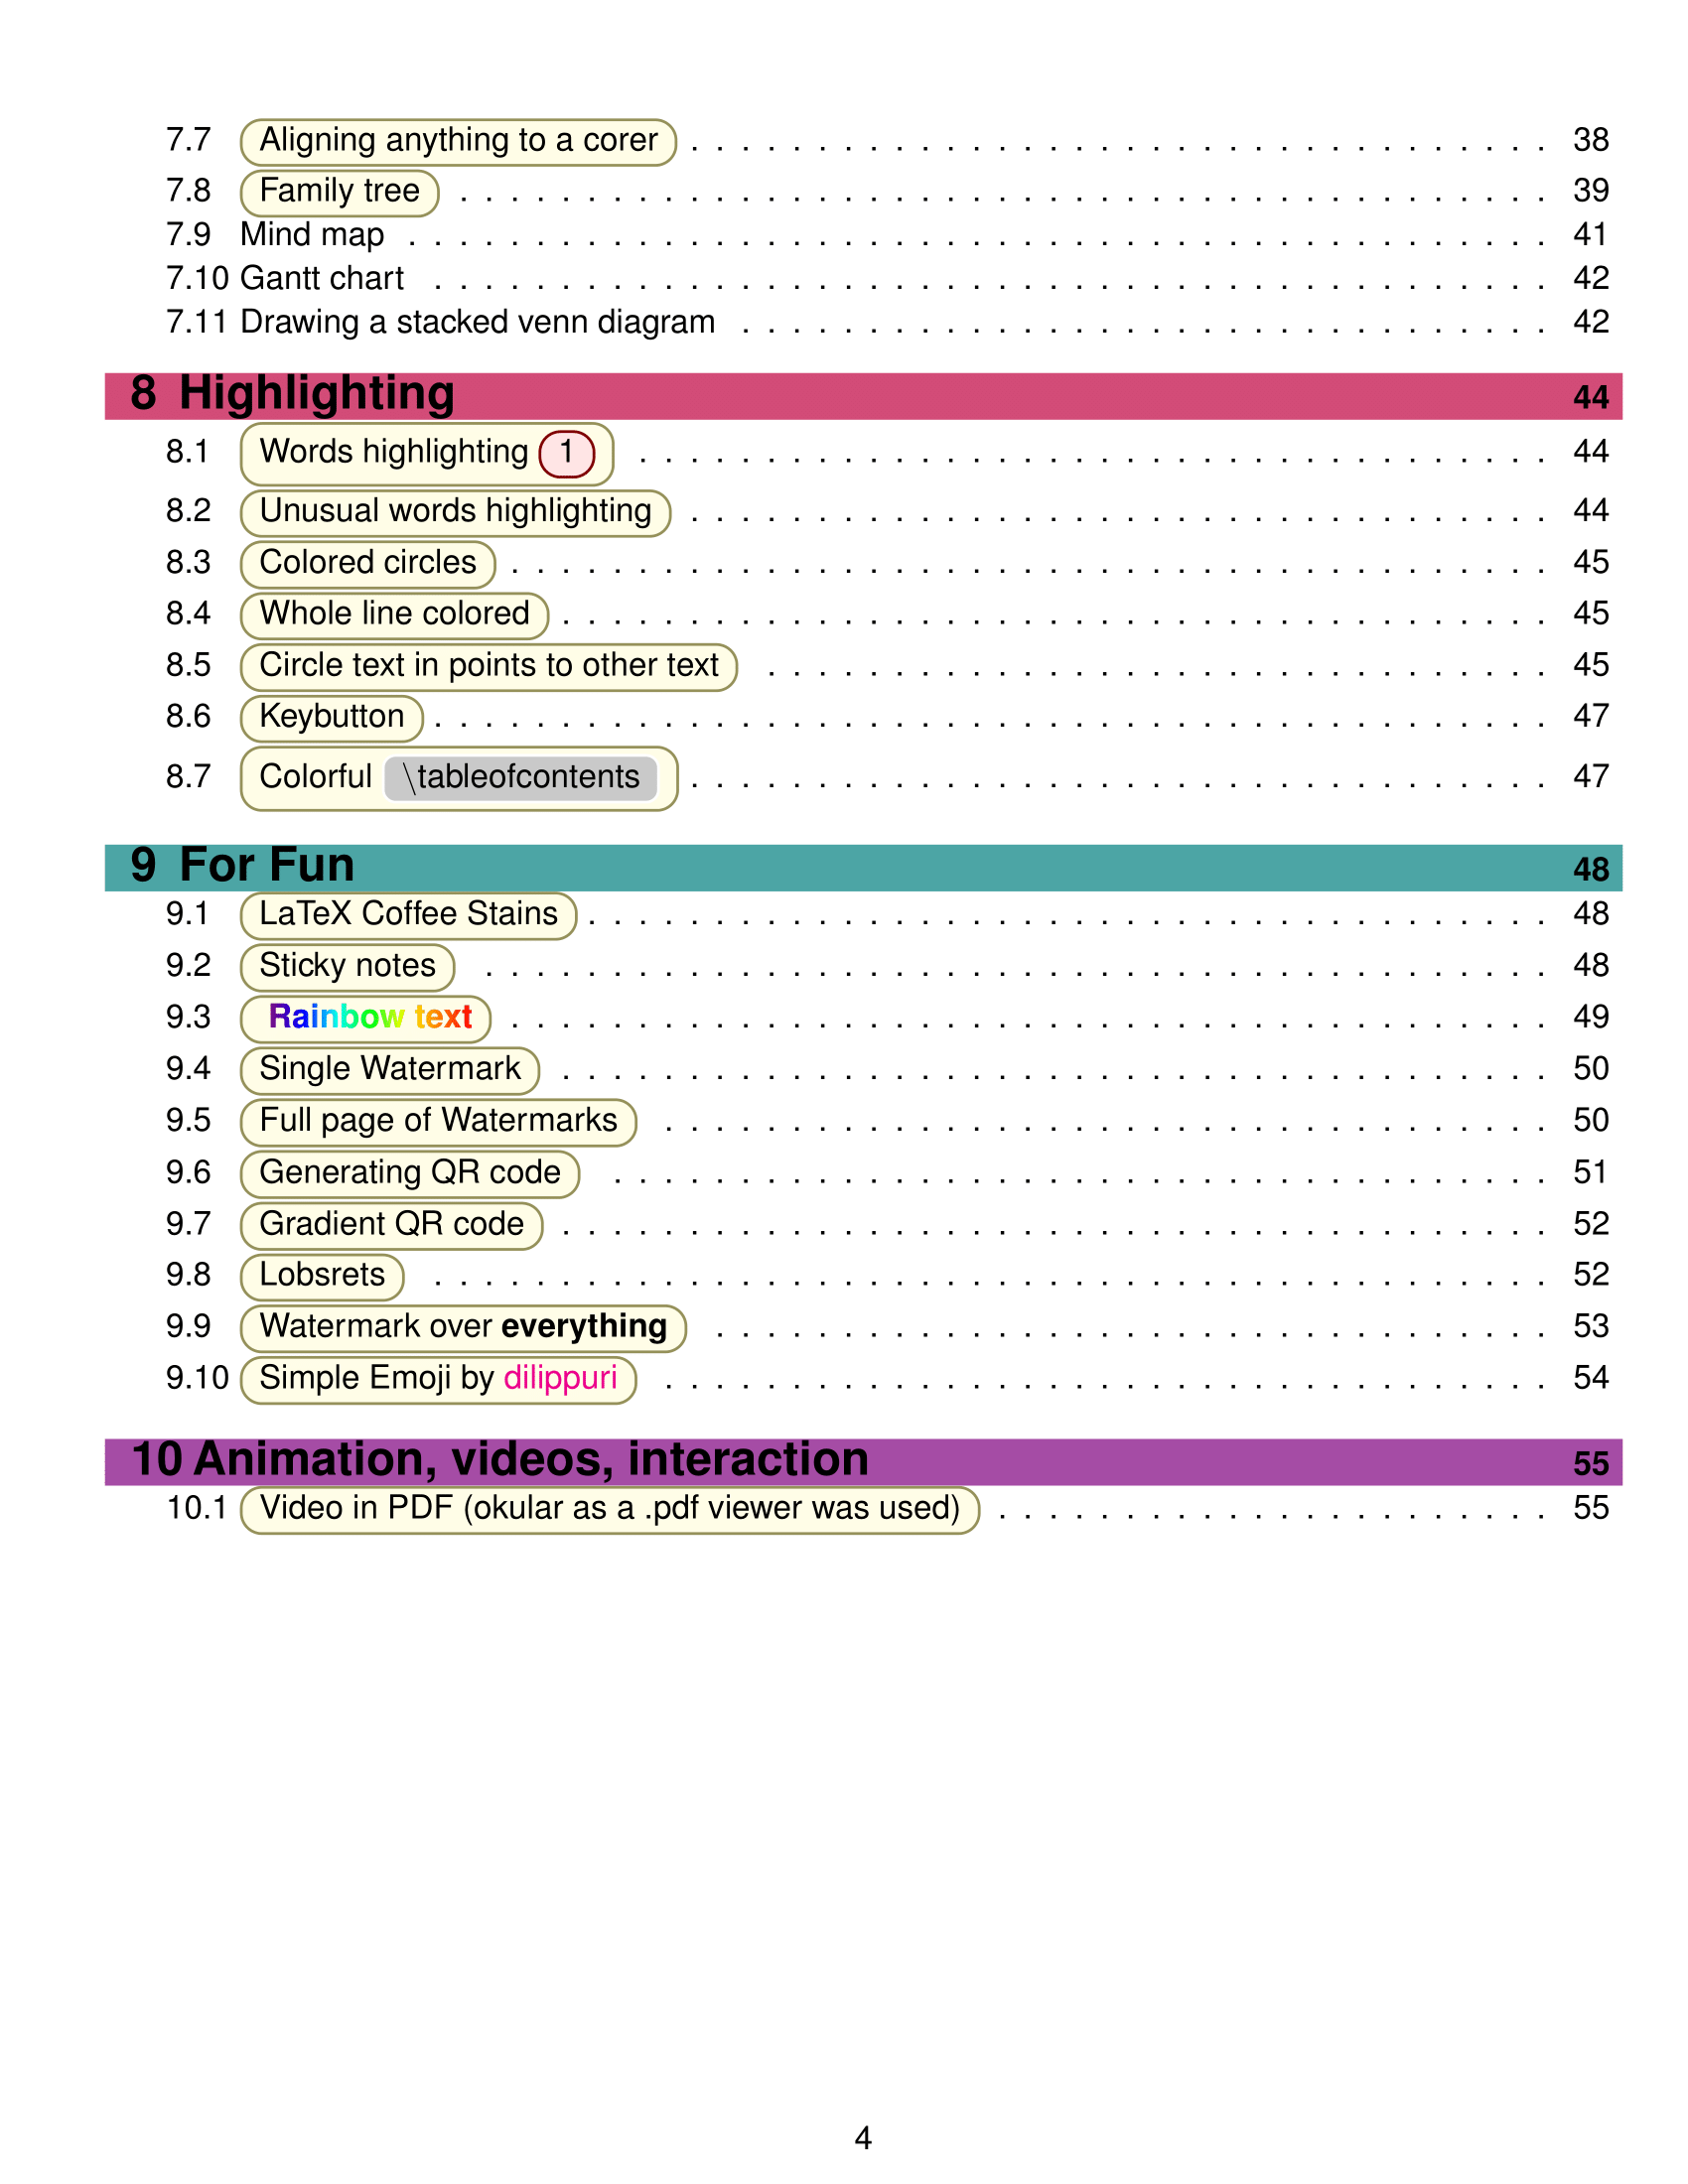 7.7 Aligning anything to a corer . . . . . . . . . . . . . . . . . . . . . . . . . . . . . . . . . . 38
7.8 Family tree . . . . . . . . . . . . . . . . . . . . . . . . . . . . . . . . . . . . . . . . . . . 39
7.9 Mind map . . . . . . . . . . . . . . . . . . . . . . . . . . . . . . . . . . . . . . . . . . . . . 41
7.10 Gantt chart . . . . . . . . . . . . . . . . . . . . . . . . . . . . . . . . . . . . . . . . . . . . 42
7.11 Drawing a stacked venn diagram . . . . . . . . . . . . . . . . . . . . . . . . . . . . . . . . 42
8 Highlighting 44
8.1 Words highlighting 1 . . . . . . . . . . . . . . . . . . . . . . . . . . . . . . . . . . . . 44
8.2 Unusual words highlighting . . . . . . . . . . . . . . . . . . . . . . . . . . . . . . . . . . 44
8.3 Colored circles . . . . . . . . . . . . . . . . . . . . . . . . . . . . . . . . . . . . . . . . . 45
8.4 Whole line colored . . . . . . . . . . . . . . . . . . . . . . . . . . . . . . . . . . . . . . . 45
8.5 Circle text in points to other text . . . . . . . . . . . . . . . . . . . . . . . . . . . . . . . 45
8.6 Keybutton . . . . . . . . . . . . . . . . . . . . . . . . . . . . . . . . . . . . . . . . . . . . 47
8.7 Colorful \tableofcontents . . . . . . . . . . . . . . . . . . . . . . . . . . . . . . . . . . 47
9 For Fun 48
9.1 LaTeX Coffee Stains . . . . . . . . . . . . . . . . . . . . . . . . . . . . . . . . . . . . . . 48
9.2 Sticky notes . . . . . . . . . . . . . . . . . . . . . . . . . . . . . . . . . . . . . . . . . . 48
9.3 Rainbow text . . . . . . . . . . . . . . . . . . . . . . . . . . . . . . . . . . . . . . . . . 49
9.4 Single Watermark . . . . . . . . . . . . . . . . . . . . . . . . . . . . . . . . . . . . . . . 50
9.5 Full page of Watermarks . . . . . . . . . . . . . . . . . . . . . . . . . . . . . . . . . . . 50
9.6 Generating QR code . . . . . . . . . . . . . . . . . . . . . . . . . . . . . . . . . . . . . 51
9.7 Gradient QR code . . . . . . . . . . . . . . . . . . . . . . . . . . . . . . . . . . . . . . . 52
9.8 Lobsrets . . . . . . . . . . . . . . . . . . . . . . . . . . . . . . . . . . . . . . . . . . . . 52
9.9 Watermark over everything . . . . . . . . . . . . . . . . . . . . . . . . . . . . . . . . . 53
9.10 Simple Emoji by dilippuri . . . . . . . . . . . . . . . . . . . . . . . . . . . . . . . . . . . 54
10 Animation, videos, interaction 55
10.1 Video in PDF (okular as a .pdf viewer was used) . . . . . . . . . . . . . . . . . . . . . . 55
4